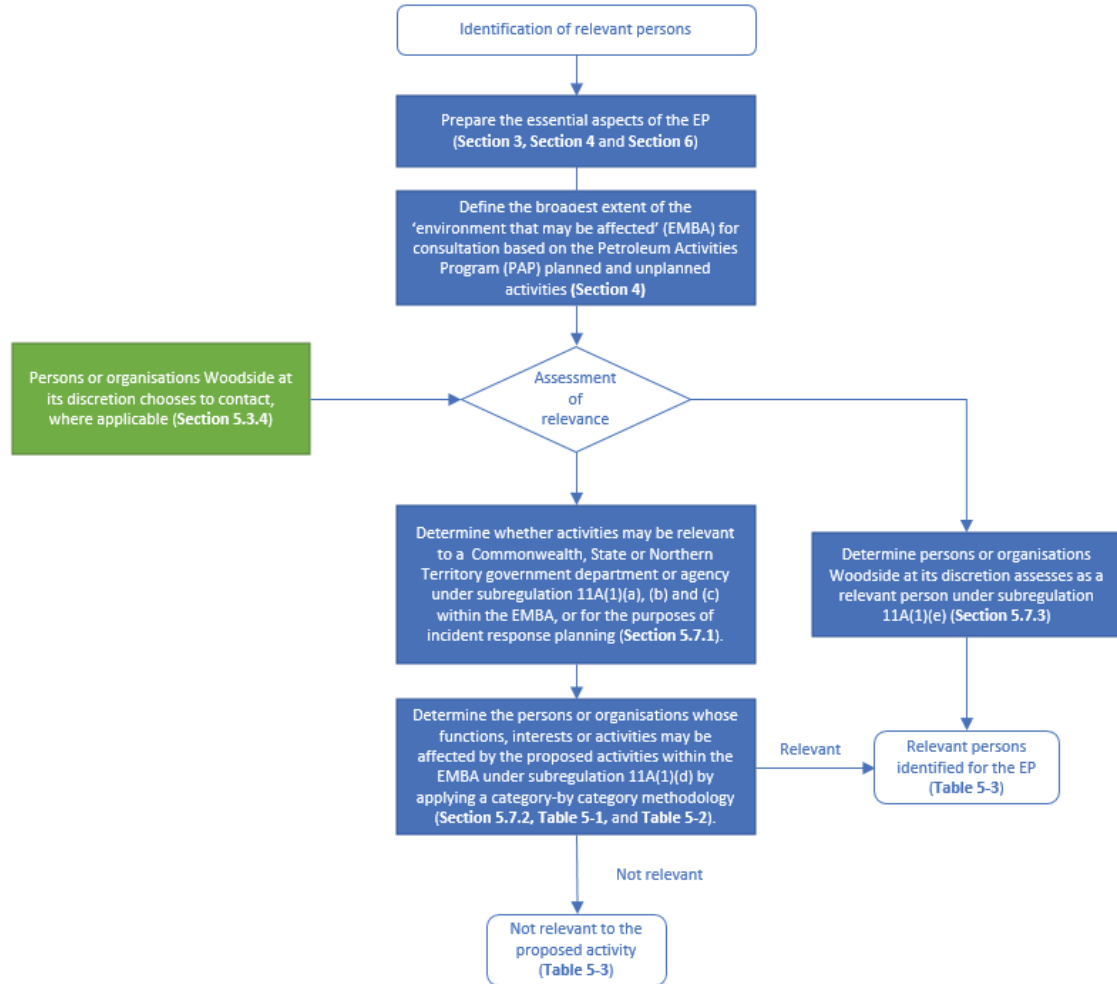 Identification of relevant persons
Prepare the essential aspects of the EP
(Section 3, Section 4 and Section 6)
Define the broadest extent of the
‘environment that may be affected’ (EMBA) for
consultation based on the Petroleum Activities
Program (PAP) planned and unplanned
activities (Section 4)
Persons or organisations Woodside at
its discretion chooses to contact,
where applicable (Section 5.3.4)
Assessment
of
relevance
Determine whether activities may be relevant
to a Commonwealth, State or Northern
Territory government department or agency
under subregulation 11A(1)(a), (b) and (c)
within the EMBA, or for the purposes of
incident response planning (Section 5.7.1).
Determine persons or organisations
Woodside at its discretion assesses as a
relevant person under subregulation
11A(1)(e) (Section 5.7.3)
Determine the persons or organisations whose
functions, interests or activities may be
affected by the proposed activities within the
EMBA under subregulation 11A(1)(d) by
applying a category-by category methodology
(Section 5.7.2, Table 5-1, and Table 5-2).
Relevant
Relevant persons
identified for the EP
(Table 5-3)
Not relevant
Not relevant to the
proposed activity
(Table 5-3)